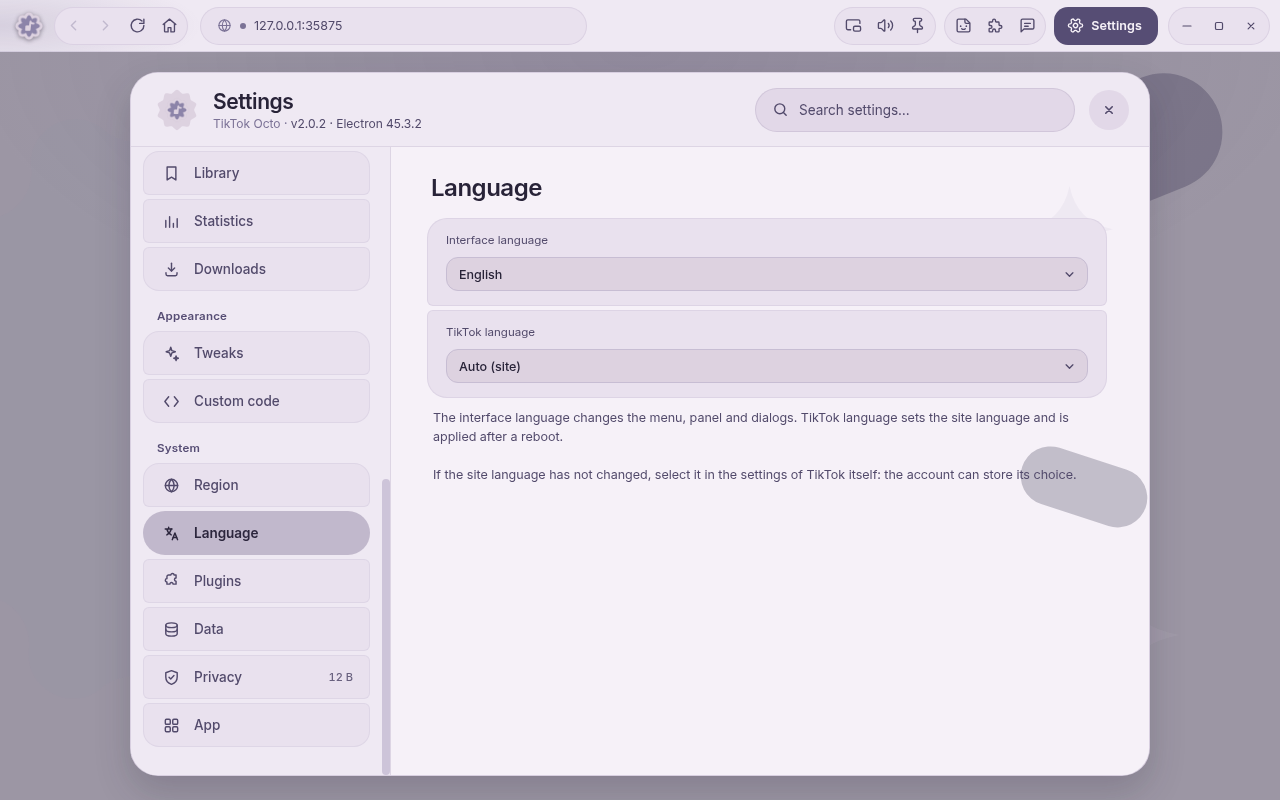 127.0.0.1:35875
Settings
Settings
TikTok Octo · v2.0.2 · Electron 45.3.2
Search settings...
Library
Statistics
Downloads
Appearance
Tweaks
Custom code
System
Region
Language
Plugins
Data
Privacy 12 B
App
Language
Interface language
English
TikTok language
Auto (site)
The interface language changes the menu, panel and dialogs. TikTok language sets the site language and is
applied after a reboot.
If the site language has not changed, select it in the settings of TikTok itself: the account can store its choice.